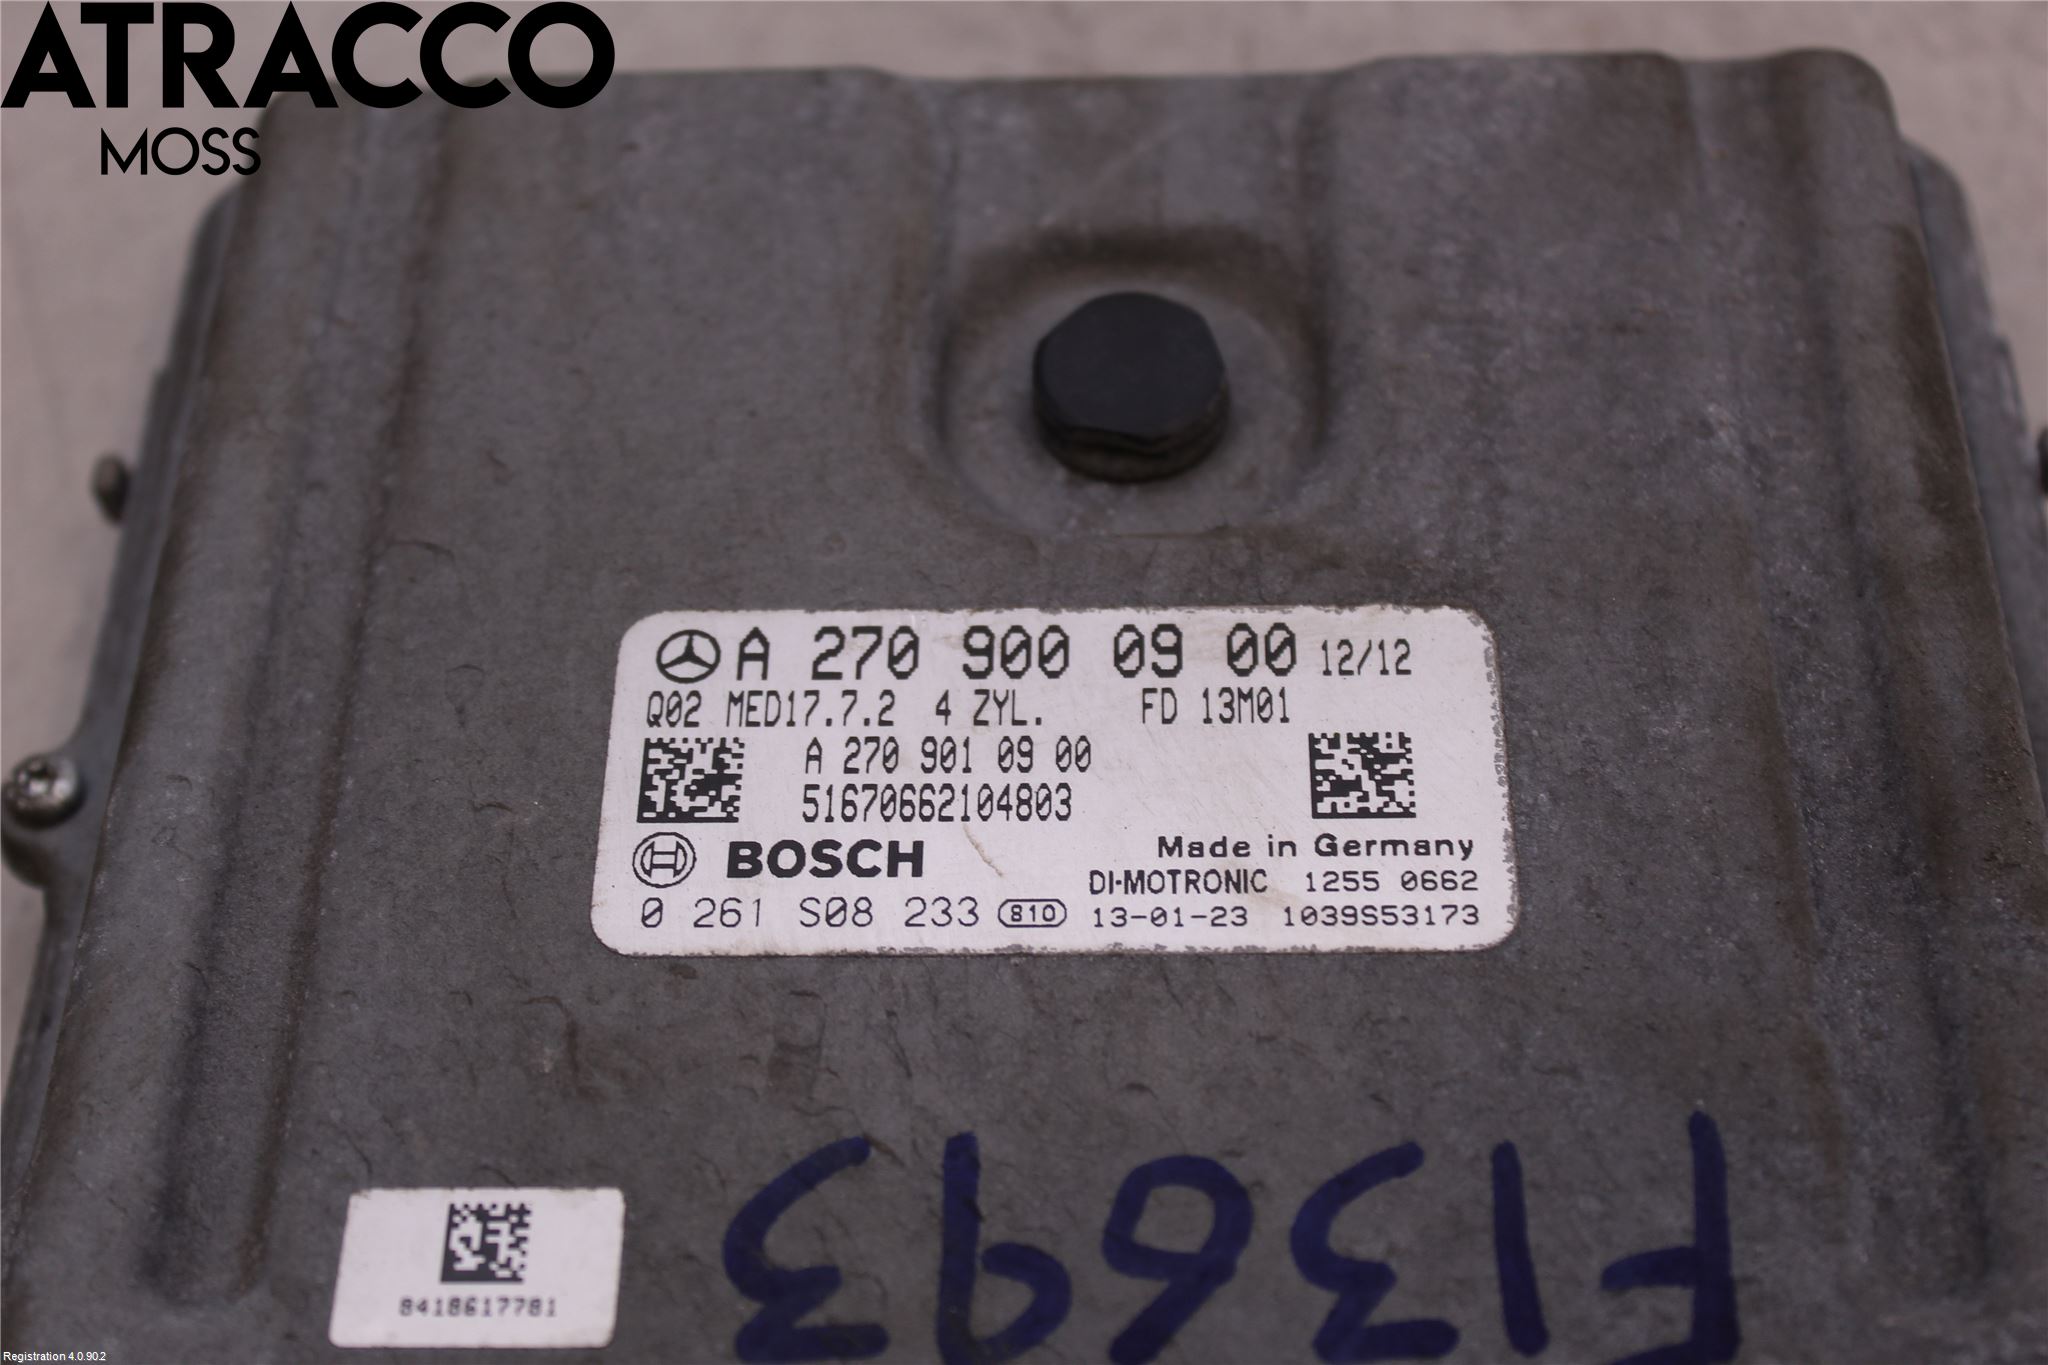 ATRACCO
MOSS
A 270 900 09 00 12/12
Q02 MED17.7.2 4 ZYL. FD 13M01
A 270 901 09 00
51670662104803
BOSCH
Made in Germany
DI-MOTRONIC 1255 0662
0 261 S08 233 810 13-01-23 1039S53173
8418617781
F13693
Registration 4.0.90.2